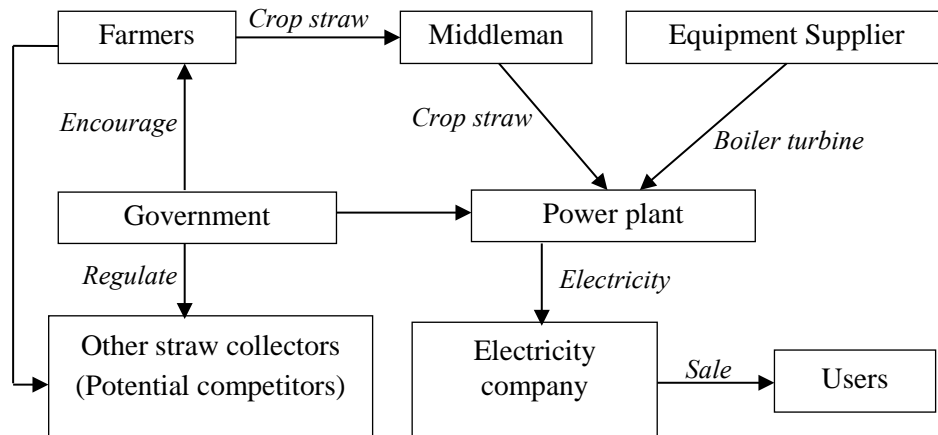 Crop straw
Farmers
Middleman
Equipment Supplier
Encourage
Crop straw
Boiler turbine
Government
Power plant
Regulate
Electricity
Other straw collectors
(Potential competitors)
Electricity
company
Sale
Users